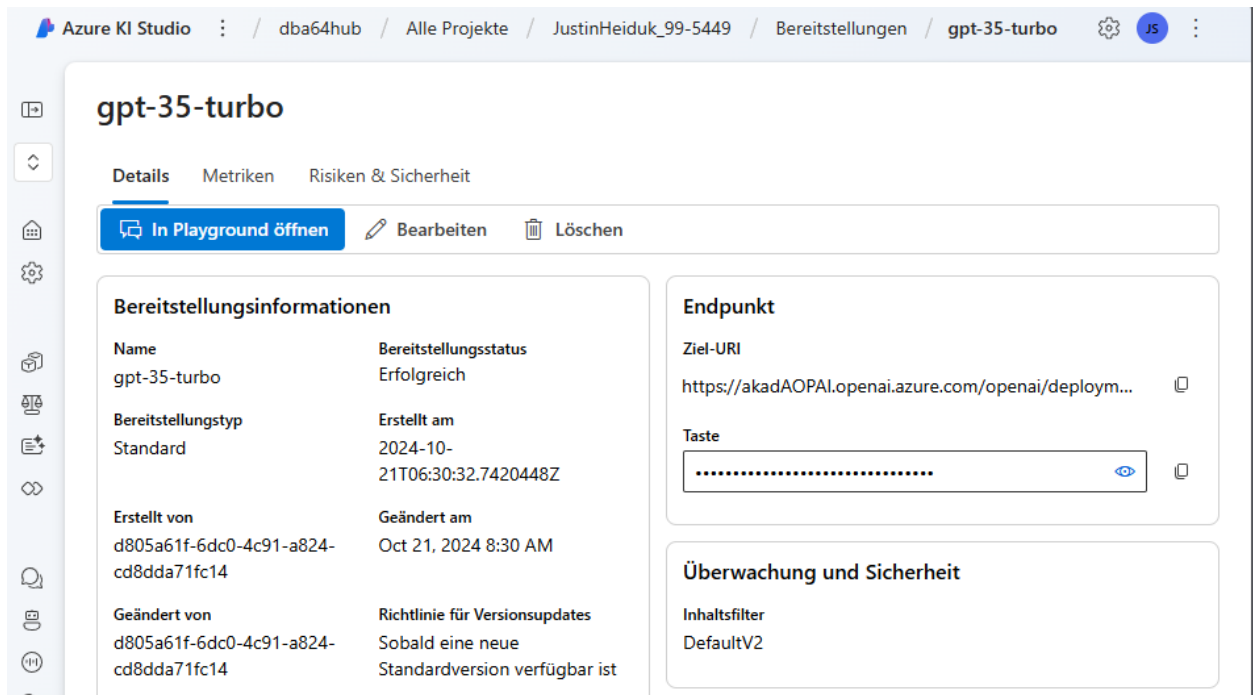 Azure KI Studio / dba64hub / Alle Projekte / JustinHeiduk_99-5449 / Bereitstellungen / gpt-35-turbo JS
gpt-35-turbo
Details Metriken Risiken & Sicherheit
In Playground öffnen Bearbeiten Löschen
Bereitstellungsinformationen
Name
gpt-35-turbo
Bereitstellungsstatus
Erfolgreich
Bereitstellungstyp
Standard
Erstellt am
2024-10-
21T06:30:32.7420448Z
Erstellt von
d805a61f-6dc0-4c91-a824-
cd8dda71fc14
Geändert am
Oct 21, 2024 8:30 AM
Geändert von
d805a61f-6dc0-4c91-a824-
cd8dda71fc14
Richtlinie für Versionsupdates
Sobald eine neue
Standardversion verfügbar ist
Endpunkt
Ziel-URI
https://akadAOPAI.openai.azure.com/openai/deploym...
Taste
••••••••••••••••••••••••••••••••
Überwachung und Sicherheit
Inhaltsfilter
DefaultV2